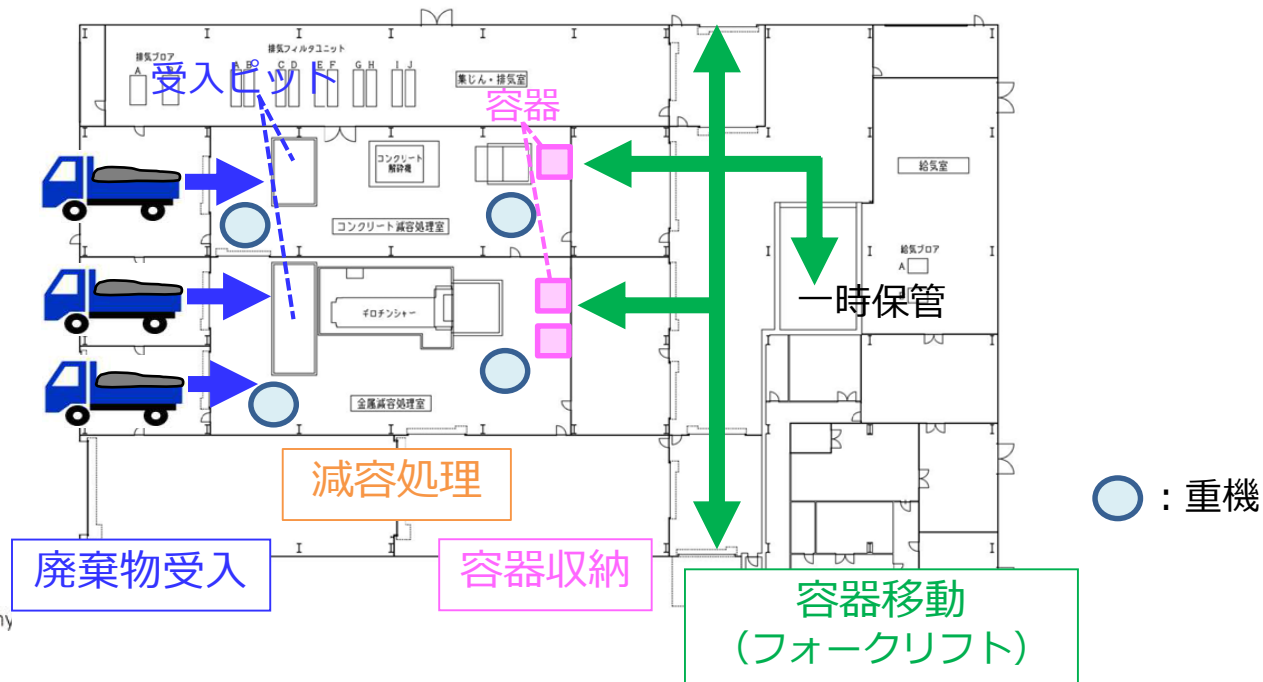 排気ブロア
A
排気フィルタユニット
A B C D E F G H I J
集じん・排気室
受入ピット
容器
コンクリート
解砕機
コンクリート減容処理室
給気室
給気ブロア
A
一時保管
ギロチンシャー
金属減容処理室
減容処理
:重機
廃棄物受入
容器収納
容器移動
(フォークリフト)